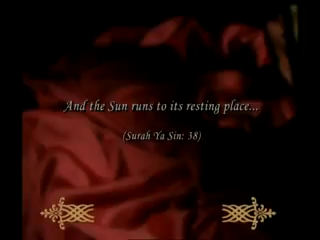 And the Sun runs to its resting place...
(Surah Ya Sin: 38)